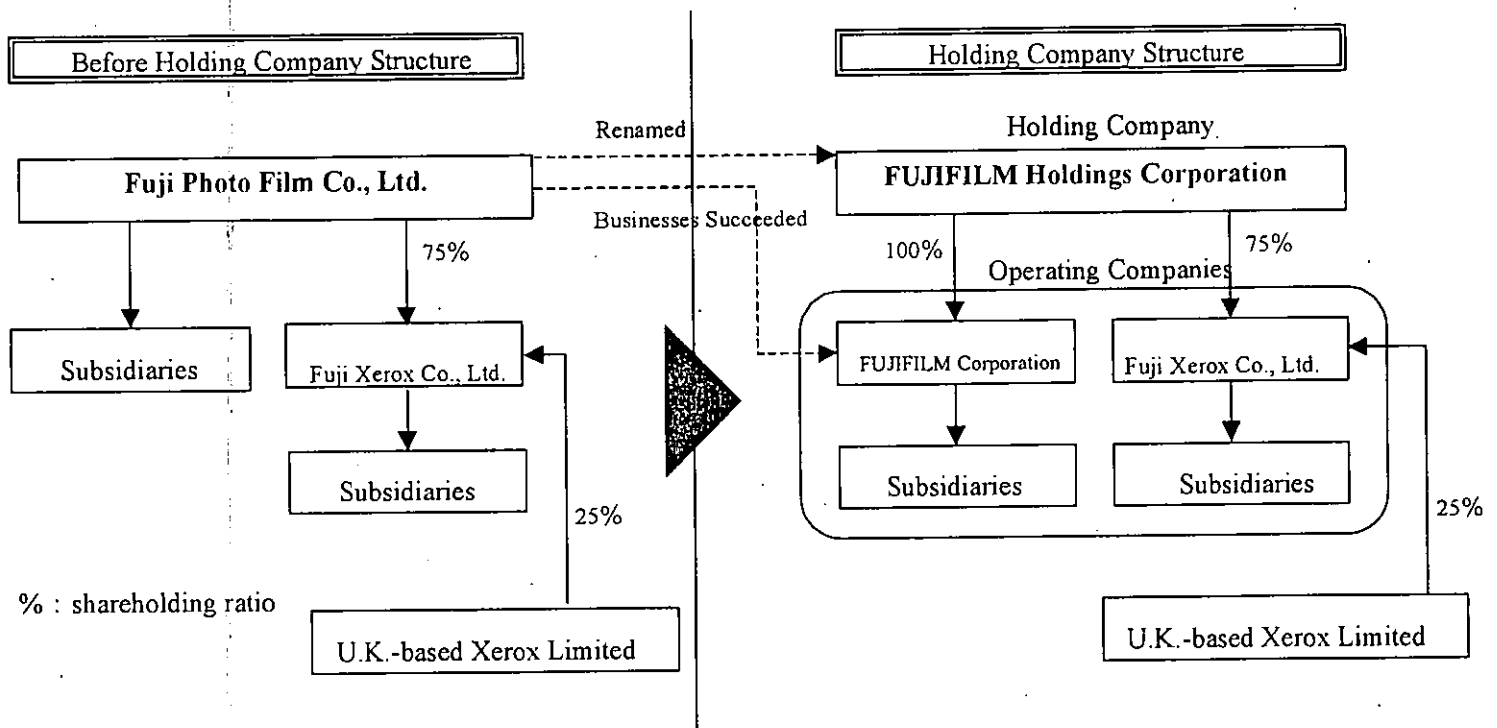 Before Holding Company Structure
Fuji Photo Film Co., Ltd.
75%
Subsidiaries
Fuji Xerox Co., Ltd.
Subsidiaries
25%
% : shareholding ratio
U.K.-based Xerox Limited
Renamed
Businesses Succeeded
Holding Company Structure
Holding Company
FUJIFILM Holdings Corporation
100%
75%
Operating Companies
FUJIFILM Corporation
Fuji Xerox Co., Ltd.
Subsidiaries
Subsidiaries
25%
U.K.-based Xerox Limited